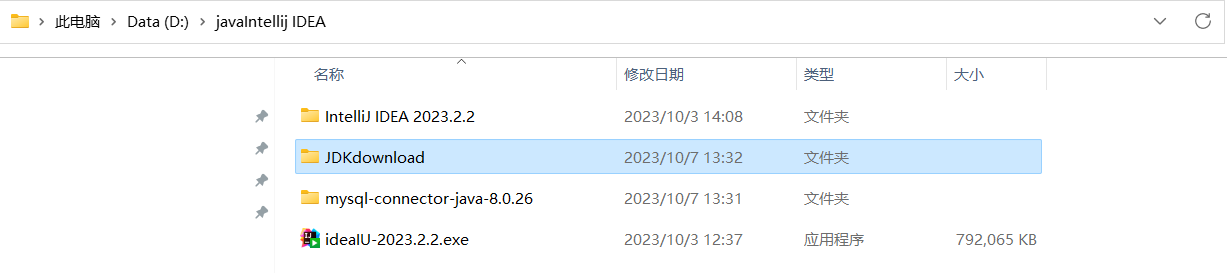 此电脑 > Data (D:) > javaIntellij IDEA
名称 修改日期 类型 大小
IntelliJ IDEA 2023.2.2 2023/10/3 14:08 文件夹
JDKdownload 2023/10/7 13:32 文件夹
mysql-connector-java-8.0.26 2023/10/7 13:31 文件夹
ideaIU-2023.2.2.exe 2023/10/3 12:37 应用程序 792,065 KB